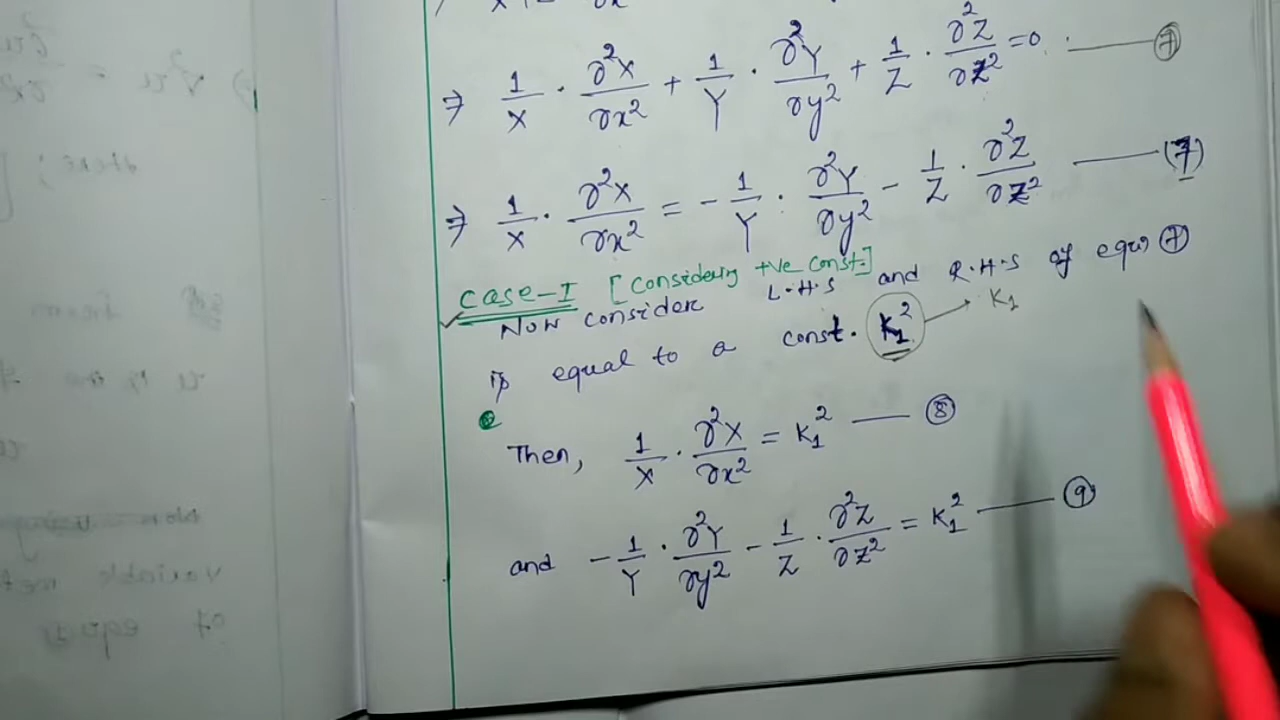 ⇒ 1/X · ∂²X/∂x² + 1/Y · ∂²Y/∂y² + 1/Z · ∂²Z/∂z² = 0 — (7)
⇒ 1/X · ∂²X/∂x² = - 1/Y · ∂²Y/∂y² - 1/Z · ∂²Z/∂z² — (7)
Case-I [Considering +ve const.]
Now consider L.H.S and R.H.S of eqn (7)
is equal to a const. K₁² → K₁
Then, 1/X · ∂²X/∂x² = K₁² — (8)
and - 1/Y · ∂²Y/∂y² - 1/Z · ∂²Z/∂z² = K₁² — (9)